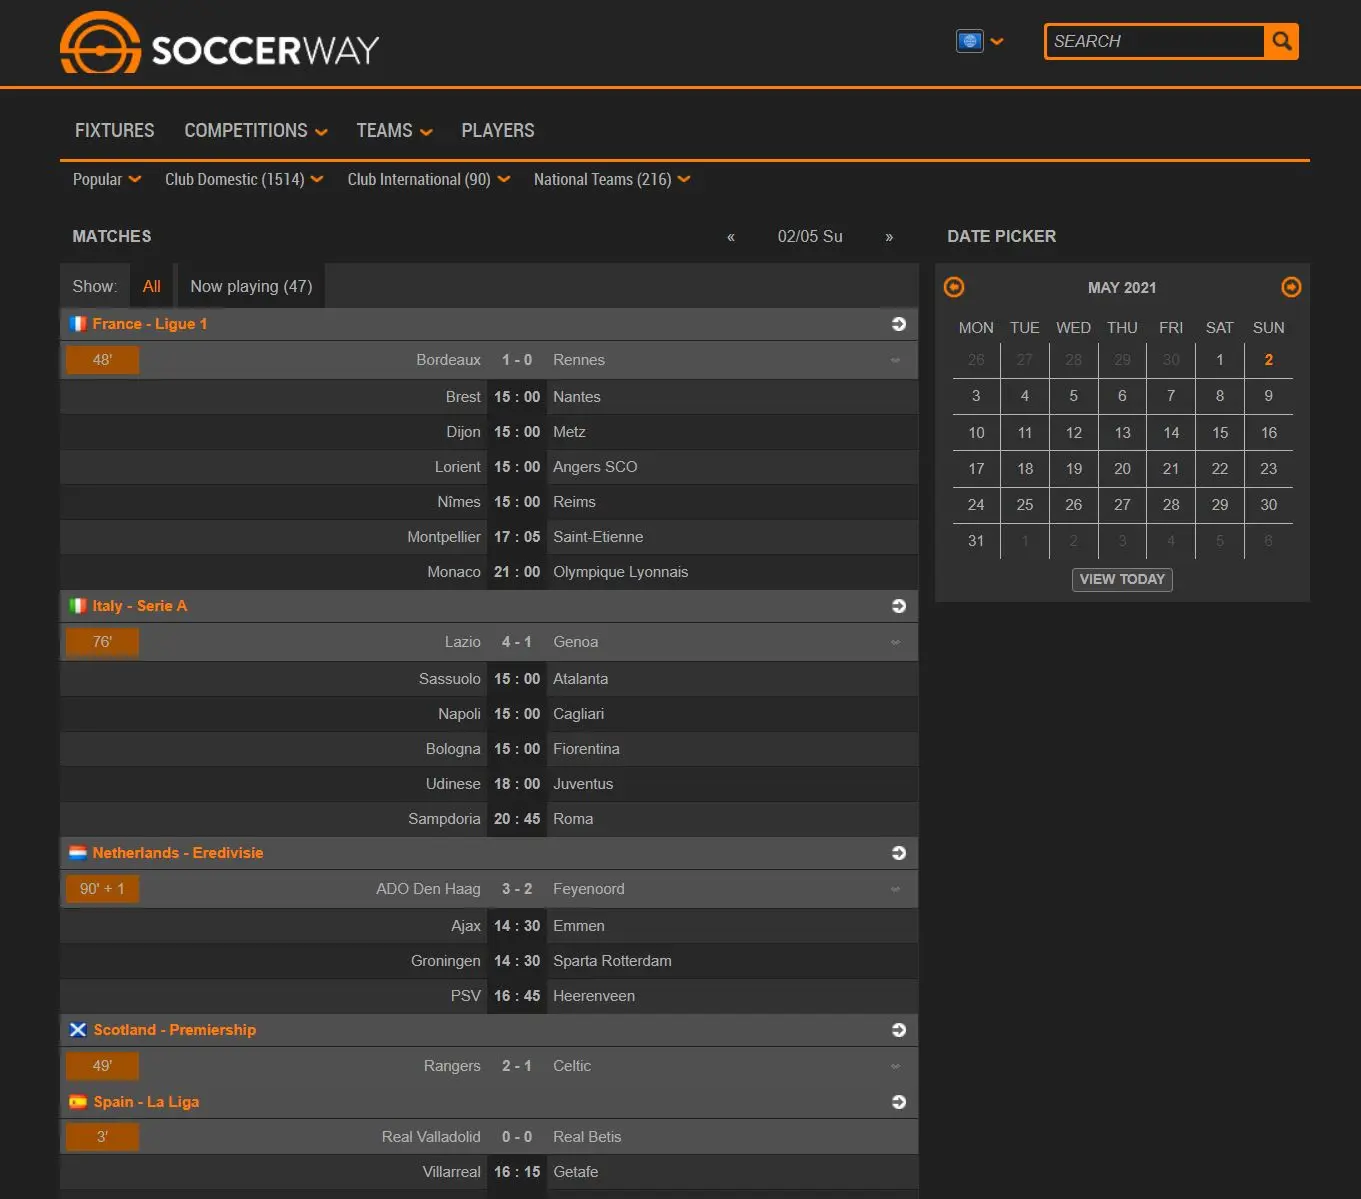 SOCCERWAY
SEARCH
FIXTURES COMPETITIONS TEAMS PLAYERS
Popular Club Domestic (1514) Club International (90) National Teams (216)
MATCHES « 02/05 Su »
Show: All Now playing (47)
France - Ligue 1
48' Bordeaux 1 - 0 Rennes
Brest 15 : 00 Nantes
Dijon 15 : 00 Metz
Lorient 15 : 00 Angers SCO
Nîmes 15 : 00 Reims
Montpellier 17 : 05 Saint-Etienne
Monaco 21 : 00 Olympique Lyonnais
Italy - Serie A
76' Lazio 4 - 1 Genoa
Sassuolo 15 : 00 Atalanta
Napoli 15 : 00 Cagliari
Bologna 15 : 00 Fiorentina
Udinese 18 : 00 Juventus
Sampdoria 20 : 45 Roma
Netherlands - Eredivisie
90' + 1 ADO Den Haag 3 - 2 Feyenoord
Ajax 14 : 30 Emmen
Groningen 14 : 30 Sparta Rotterdam
PSV 16 : 45 Heerenveen
Scotland - Premiership
49' Rangers 2 - 1 Celtic
Spain - La Liga
3' Real Valladolid 0 - 0 Real Betis
Villarreal 16 : 15 Getafe
DATE PICKER
MAY 2021
MON TUE WED THU FRI SAT SUN
26 27 28 29 30 1 2
3 4 5 6 7 8 9
10 11 12 13 14 15 16
17 18 19 20 21 22 23
24 25 26 27 28 29 30
31 1 2 3 4 5 6
VIEW TODAY